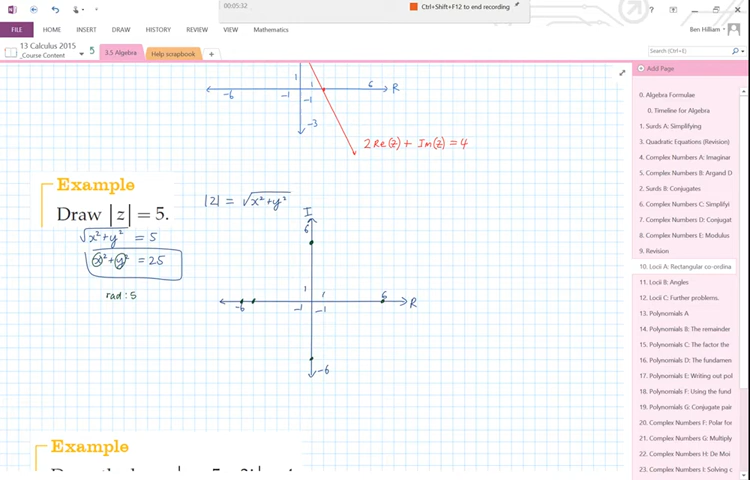 00:05:32
Ctrl+Shift+F12 to end recording
?
FILE HOME INSERT DRAW HISTORY REVIEW VIEW Mathematics
Ben Hilliam
13 Calculus 2015
_Course Content
5
3.5 Algebra
Help scrapbook
+
Search (Ctrl+E)
Add Page
0. Algebra Formulae
0. Timeline for Algebra
1. Surds A: Simplifying
3. Quadratic Equations (Revision)
4. Complex Numbers A: Imaginar
5. Complex Numbers B: Argand D
2. Surds B: Conjugates
6. Complex Numbers C: Simplifyi
7. Complex Numbers D: Conjugat
8. Complex Numbers E: Modulus
9. Revision
10. Locii A: Rectangular co-ordina
11. Locii B: Angles
12. Locii C: Further problems.
13. Polynomials A
14. Polynomials B: The remainder
15. Polynomials C: The factor the
16. Polynomials D: The fundamen
17. Polynomials E: Writing out pol
18. Polynomials F: Using the fund
19. Polynomials G: Conjugate pair
20. Complex Numbers F: Polar for
21. Complex Numbers G: Multiply
22. Complex Numbers H: De Moi
23. Complex Numbers I: Solving c
1
-6 -1 1 6 R
-1
-3
2Re(z) + Im(z) = 4
Example
Draw |z| = 5.
|z| = √x²+y²
√x²+y² = 5
x²+y² = 25
rad : 5
I
6
1
-6 -1 1 6 R
-1
-6
Example